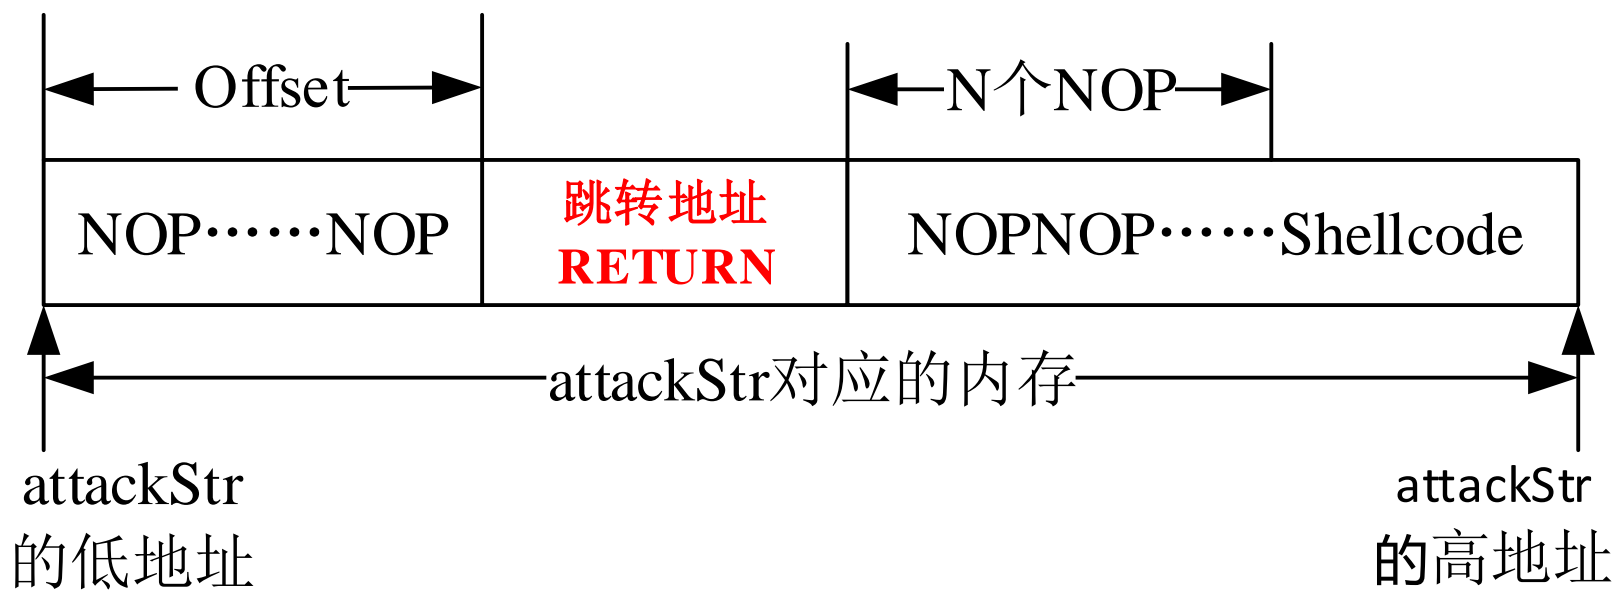 Offset
N个NOP
NOP……NOP
跳转地址
RETURN
NOPNOP……Shellcode
attackStr对应的内存
attackStr
的低地址
attackStr
的高地址